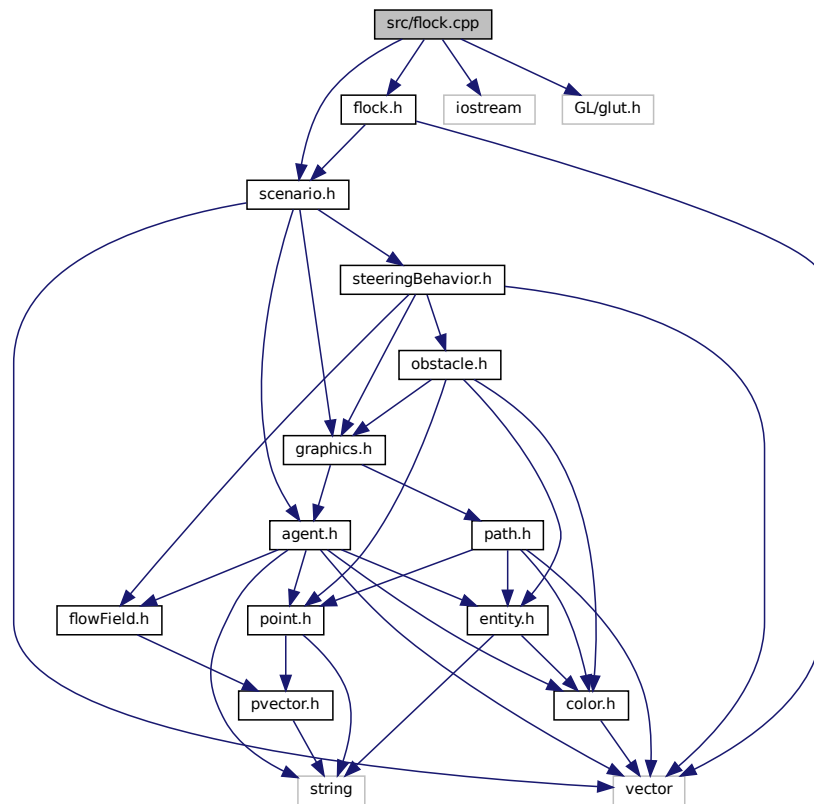 src/flock.cpp
flock.h
iostream
GL/glut.h
scenario.h
steeringBehavior.h
obstacle.h
graphics.h
agent.h
path.h
flowField.h
point.h
entity.h
pvector.h
color.h
string
vector